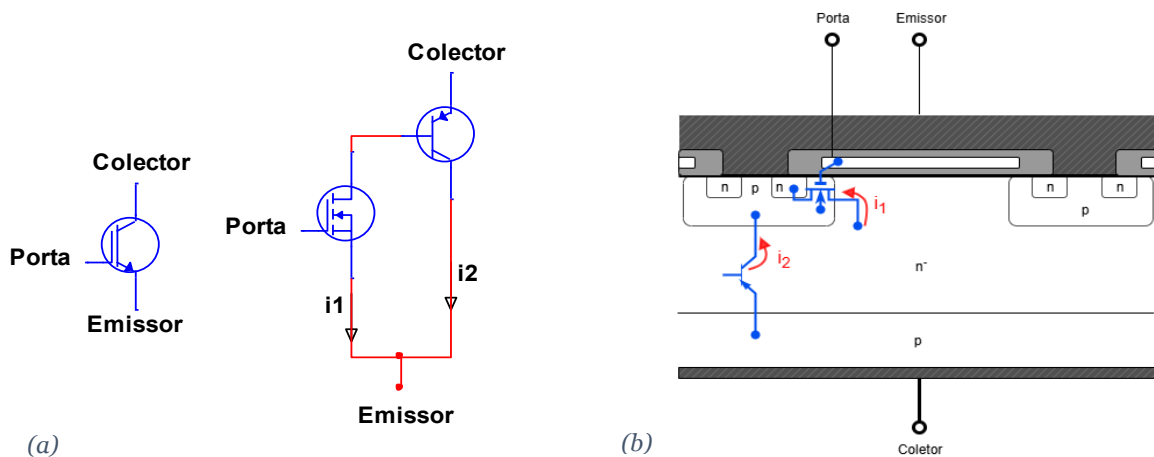 Colector
Porta
Emissor
Colector
Porta
i1
i2
Emissor
(a)
Porta
Emissor
n
p
n
i1
n
n
p
i2
n-
p
Coletor
(b)